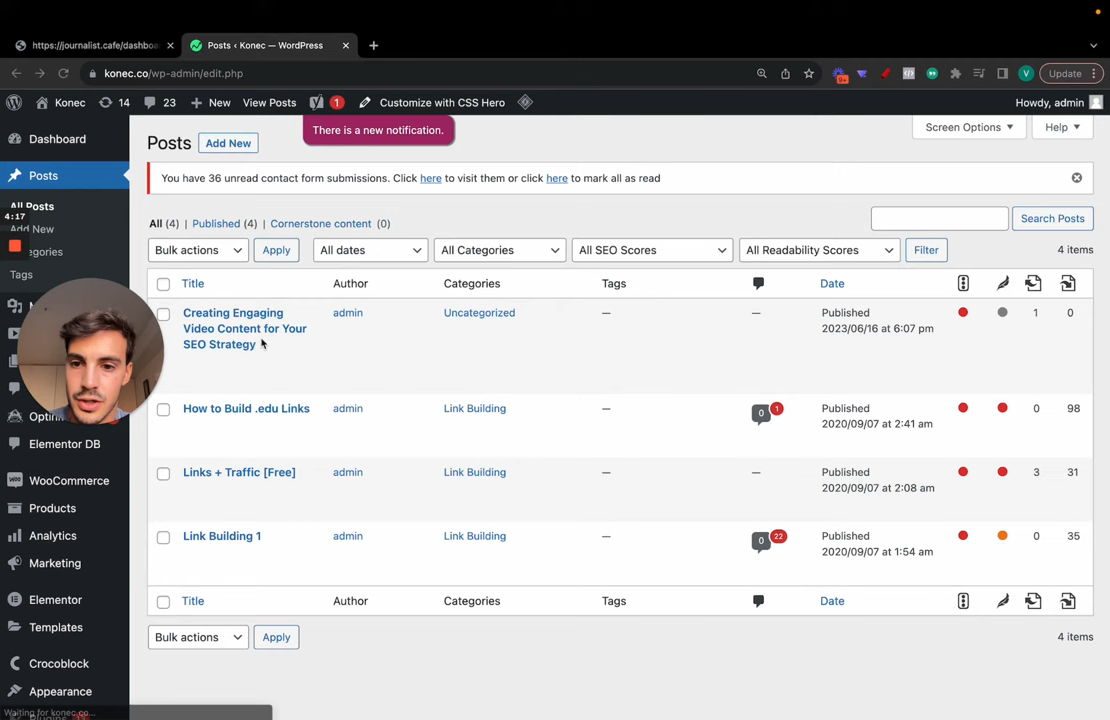 https://journalist.cafe/dashboa
Posts ‹ Konec — WordPress
konec.co/wp-admin/edit.php
9+
V
Update
Konec
14
23
New
View Posts
1
Customize with CSS Hero
Howdy, admin
Dashboard
Posts
All Posts
4:17
Add New
egories
Tags
Elementor DB
WooCommerce
Products
Analytics
Marketing
Elementor
Templates
Crocoblock
Appearance
Waiting for konec.co...
Posts
Add New
There is a new notification.
Screen Options
Help
You have 36 unread contact form submissions. Click here to visit them or click here to mark all as read
All (4) | Published (4) | Cornerstone content (0)
Search Posts
Bulk actions
Apply
All dates
All Categories
All SEO Scores
All Readability Scores
Filter
4 items
Title
Author
Categories
Tags
Date
Creating Engaging
Video Content for Your
SEO Strategy
admin
Uncategorized
—
—
Published
2023/06/16 at 6:07 pm
1
0
How to Build .edu Links
admin
Link Building
—
0
1
Published
2020/09/07 at 2:41 am
0
98
Links + Traffic [Free]
admin
Link Building
—
—
Published
2020/09/07 at 2:08 am
3
31
Link Building 1
admin
Link Building
—
0
22
Published
2020/09/07 at 1:54 am
0
35
Title
Author
Categories
Tags
Date
Bulk actions
Apply
4 items